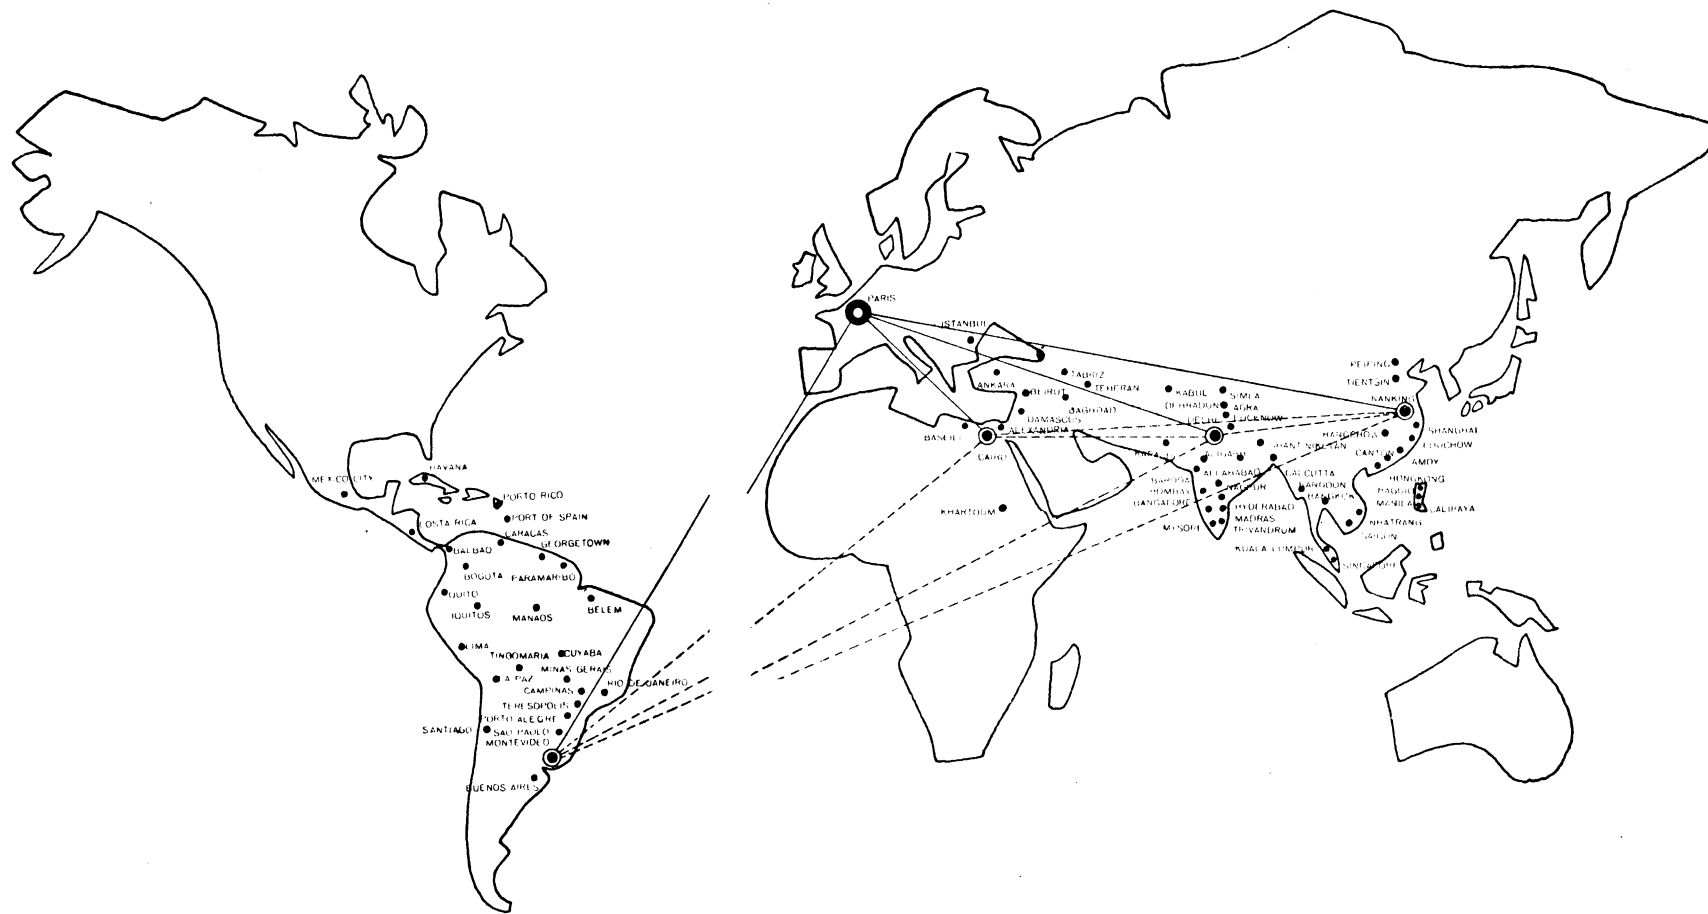 PARIS
ISTANBUL
ANKARA
TABRIZ
TEHERAN
BEIRUT
BAGHDAD
DAMASCUS
ALEXANDRIA
CAIRO
KHARTOUM
KABUL
SIMLA
DEHRADUN
AGRA
DELHI
LUCKNOW
ALLAHABAD
CALCUTTA
BARODA
NAGPUR
BOMBAY
BANGALORE
HYDERABAD
MADRAS
MYSORE
TRIVANDRUM
PEIPING
TIENTSIN
NANKING
SHANGHAI
HANGCHOW
CANTON
AMOY
HONGKONG
RANGOON
BANGKOK
BAGUIO
MANILA
NHATRANG
SAIGON
KUALA LUMPUR
SINGAPORE
MEXICO CITY
HAVANA
PORTO RICO
PORT OF SPAIN
COSTA RICA
CARACAS
GEORGETOWN
BALBAO
BOGOTA
PARAMARIBO
QUITO
BELEM
IQUITOS
MANAOS
LIMA
TINGOMARIA
CUYABA
MINAS GERAIS
LA PAZ
CAMPINAS
RIO DE JANEIRO
TERESOPOLIS
PORTO ALEGRE
SANTIAGO
SAO PAULO
MONTEVIDEO
BUENOS AIRES